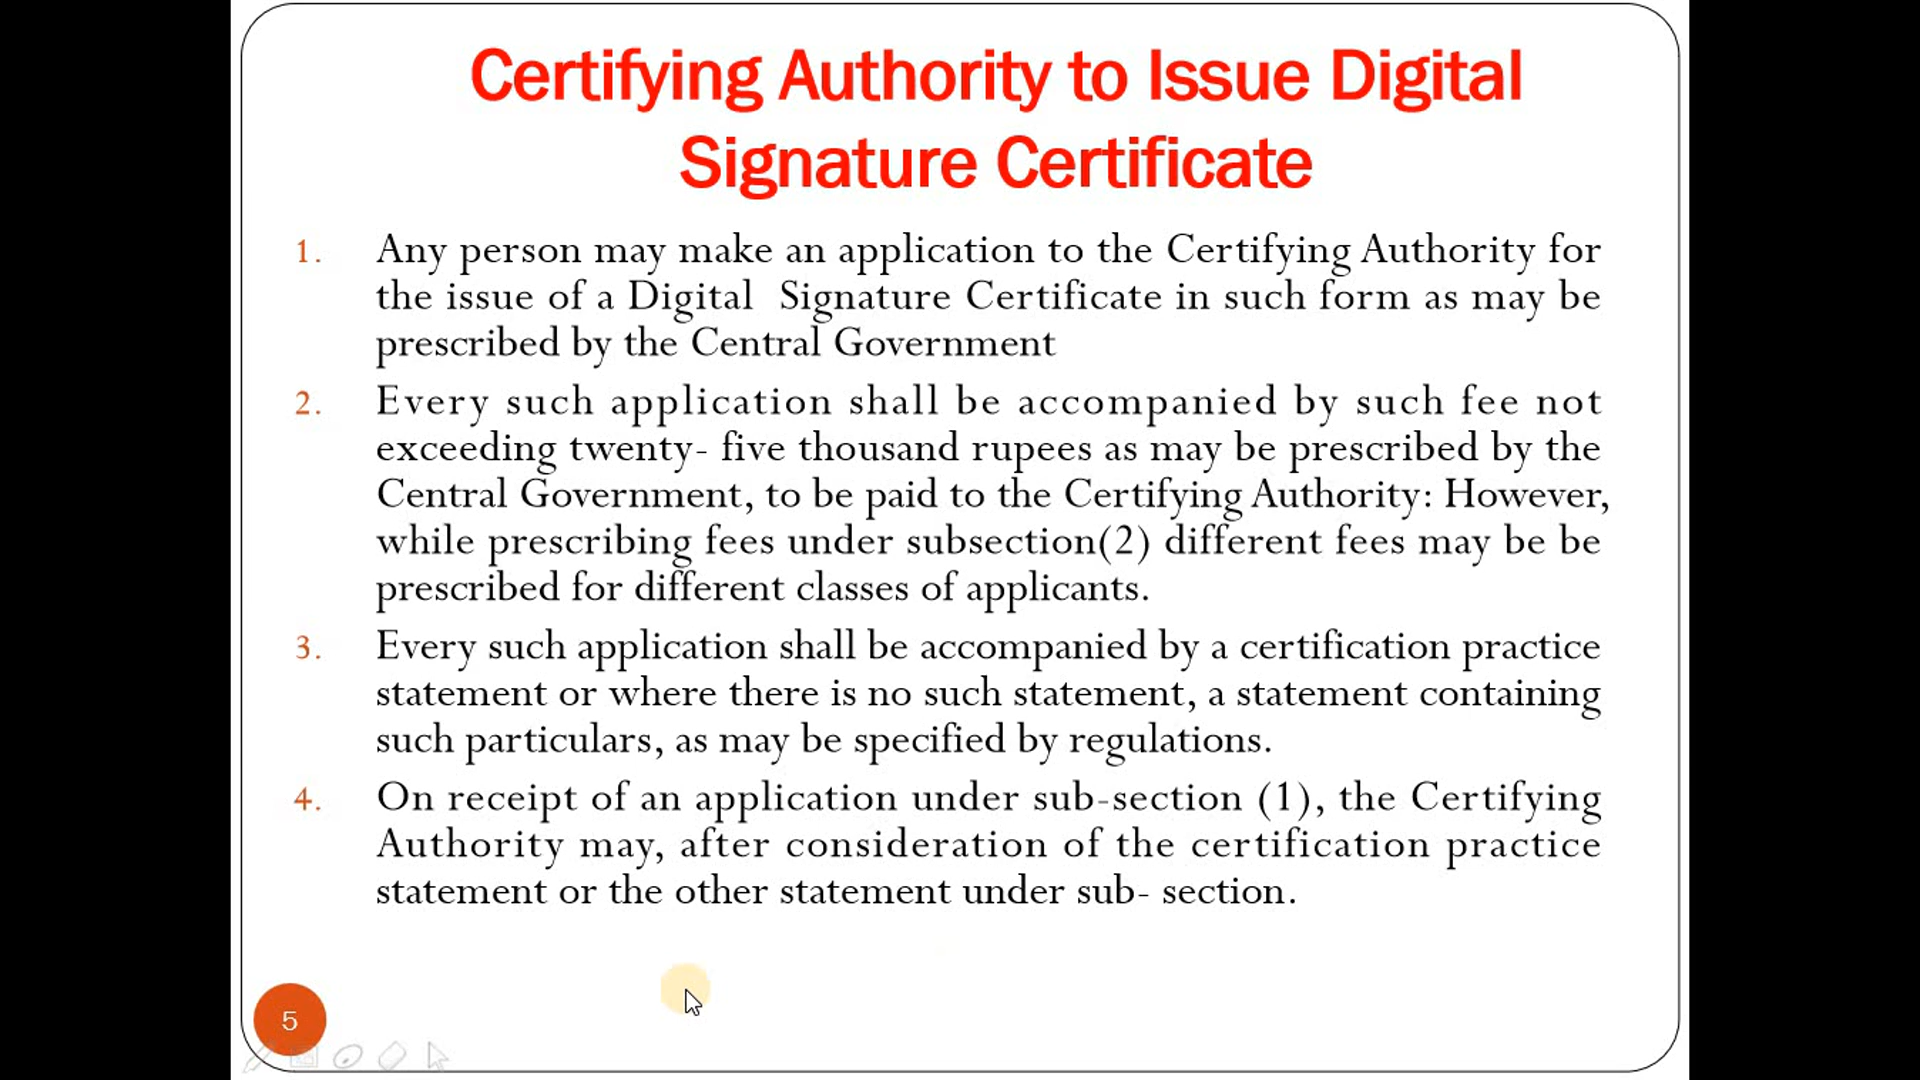 Certifying Authority to Issue Digital
Signature Certificate
1. Any person may make an application to the Certifying Authority for
the issue of a Digital Signature Certificate in such form as may be
prescribed by the Central Government
2. Every such application shall be accompanied by such fee not
exceeding twenty- five thousand rupees as may be prescribed by the
Central Government, to be paid to the Certifying Authority: However,
while prescribing fees under subsection(2) different fees may be be
prescribed for different classes of applicants.
3. Every such application shall be accompanied by a certification practice
statement or where there is no such statement, a statement containing
such particulars, as may be specified by regulations.
4. On receipt of an application under sub-section (1), the Certifying
Authority may, after consideration of the certification practice
statement or the other statement under sub- section.
5